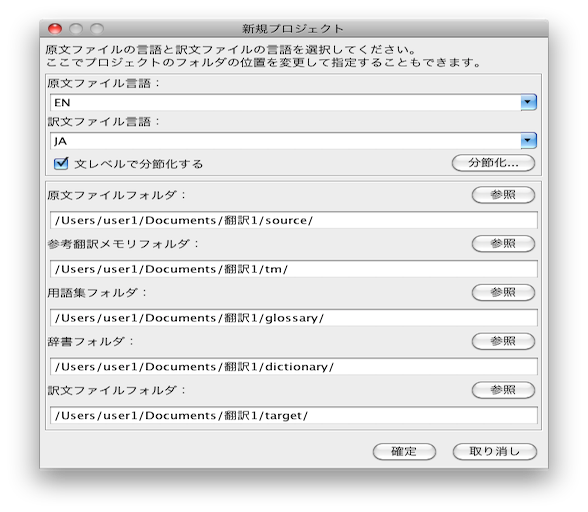 新規プロジェクト
原文ファイルの言語と訳文ファイルの言語を選択してください。
ここでプロジェクトのフォルダの位置を変更して指定することもできます。
原文ファイル言語：
EN
訳文ファイル言語：
JA
文レベルで分節化する
分節化...
原文ファイルフォルダ：
参照
/Users/user1/Documents/翻訳1/source/
参考翻訳メモリフォルダ：
参照
/Users/user1/Documents/翻訳1/tm/
用語集フォルダ：
参照
/Users/user1/Documents/翻訳1/glossary/
辞書フォルダ：
参照
/Users/user1/Documents/翻訳1/dictionary/
訳文ファイルフォルダ：
参照
/Users/user1/Documents/翻訳1/target/
確定
取り消し